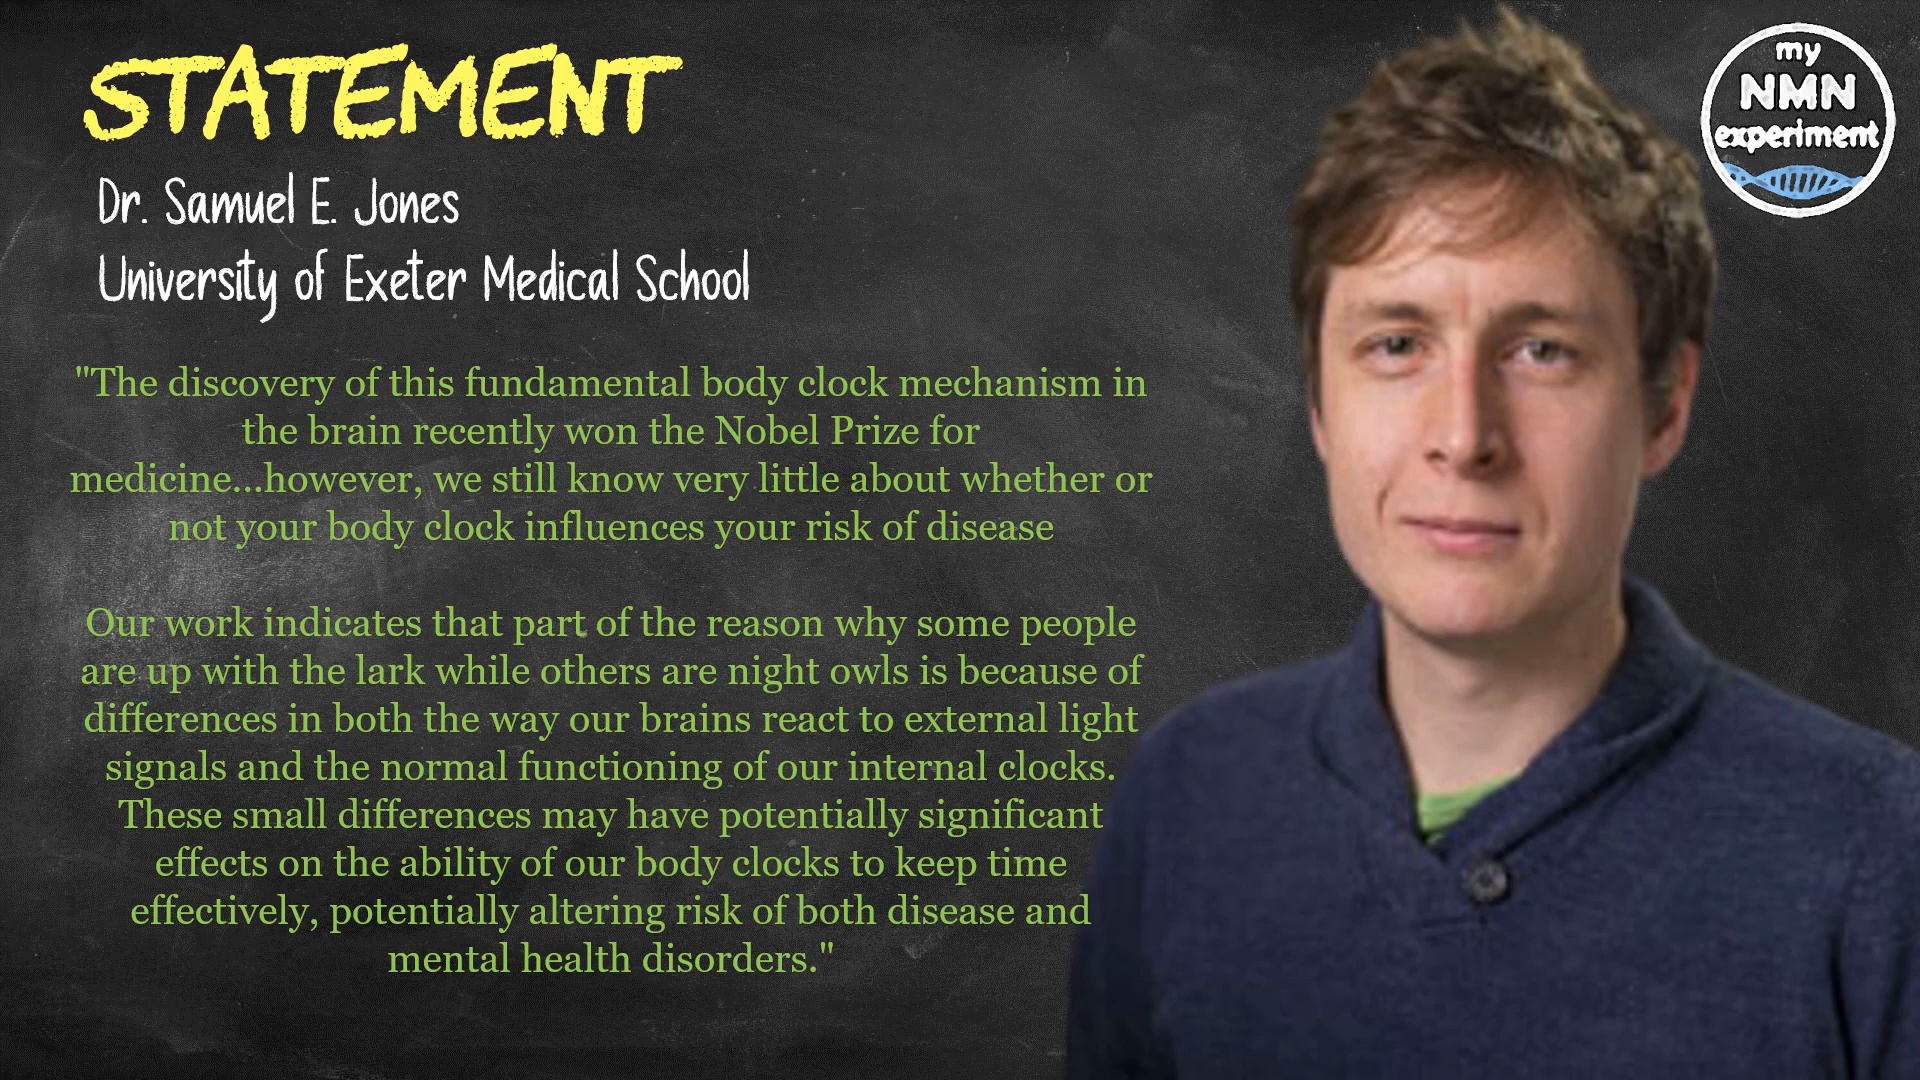 STATEMENT
my
NMN
experiment
Dr. Samuel E. Jones
University of Exeter Medical School
"The discovery of this fundamental body clock mechanism in
the brain recently won the Nobel Prize for
medicine...however, we still know very little about whether or
not your body clock influences your risk of disease
Our work indicates that part of the reason why some people
are up with the lark while others are night owls is because of
differences in both the way our brains react to external light
signals and the normal functioning of our internal clocks.
These small differences may have potentially significant
effects on the ability of our body clocks to keep time
effectively, potentially altering risk of both disease and
mental health disorders."